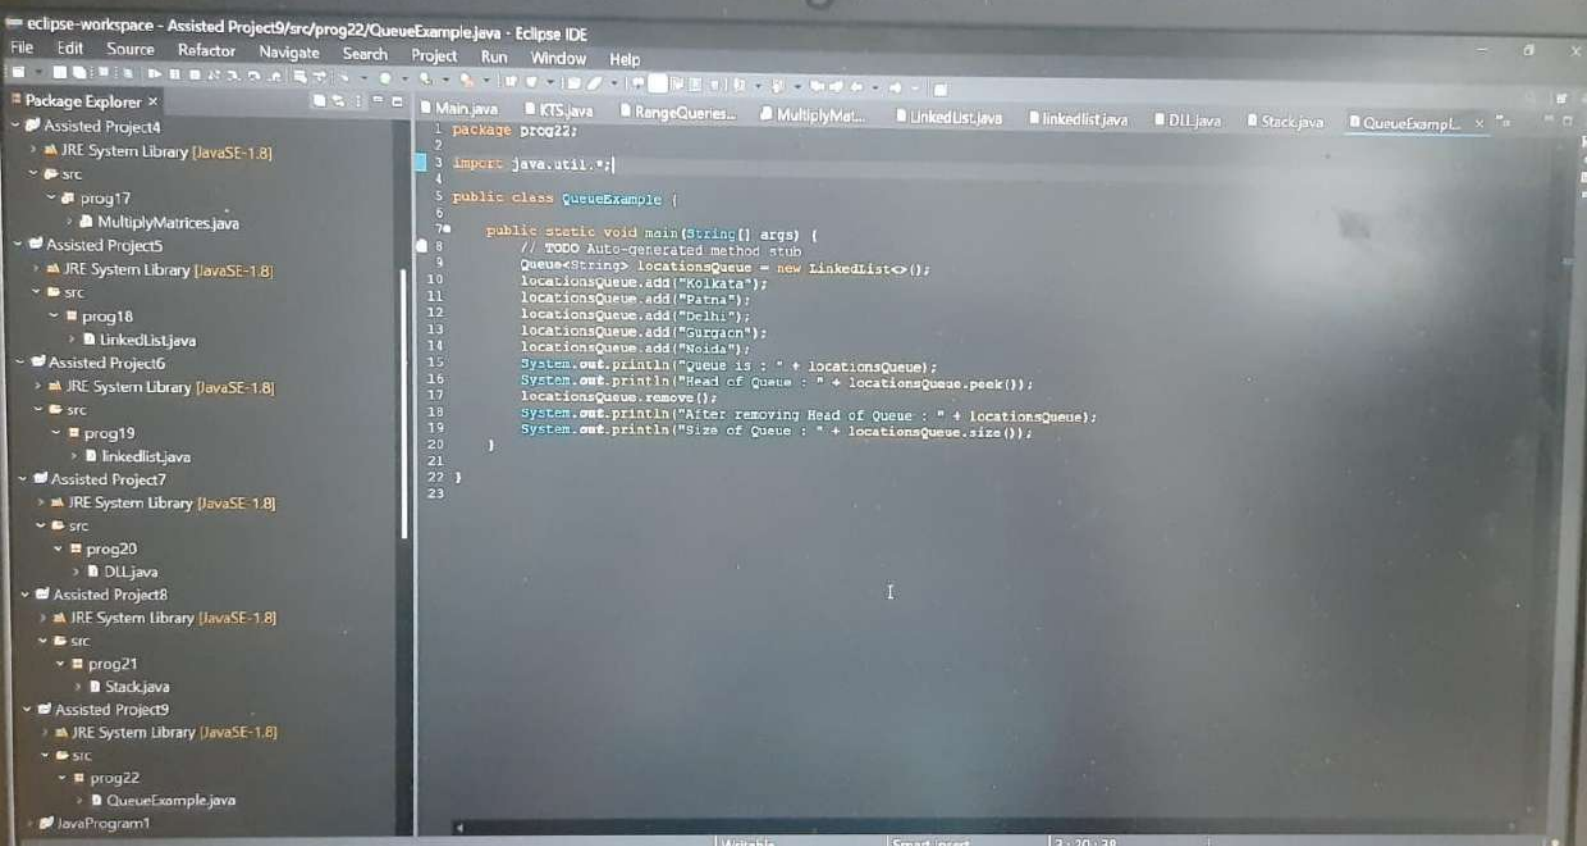 eclipse-workspace - Assisted Project9/src/prog22/QueueExample.java - Eclipse IDE
File Edit Source Refactor Navigate Search Project Run Window Help
Package Explorer ×
Assisted Project4
JRE System Library [JavaSE-1.8]
src
prog17
MultiplyMatrices.java
Assisted Project5
JRE System Library [JavaSE-1.8]
src
prog18
LinkedList.java
Assisted Project6
JRE System Library [JavaSE-1.8]
src
prog19
linkedlist.java
Assisted Project7
JRE System Library [JavaSE-1.8]
src
prog20
DLL.java
Assisted Project8
JRE System Library [JavaSE-1.8]
src
prog21
Stack.java
Assisted Project9
JRE System Library [JavaSE-1.8]
src
prog22
QueueExample.java
JavaProgram1
Main.java KTS.java RangeQueries... MultiplyMat... LinkedList.java linkedlist.java DLL.java Stack.java QueueExampl... ×
1 package prog22;
2
3 import java.util.*;
4
5 public class QueueExample {
6
7 public static void main(String[] args) {
8 // TODO Auto-generated method stub
9 Queue<String> locationsQueue = new LinkedList<>();
10 locationsQueue.add("Kolkata");
11 locationsQueue.add("Patna");
12 locationsQueue.add("Delhi");
13 locationsQueue.add("Gurgaon");
14 locationsQueue.add("Noida");
15 System.out.println("Queue is : " + locationsQueue);
16 System.out.println("Head of Queue : " + locationsQueue.peek());
17 locationsQueue.remove();
18 System.out.println("After removing Head of Queue : " + locationsQueue);
19 System.out.println("Size of Queue : " + locationsQueue.size());
20 }
21
22 }
23
Writable Smart Insert 3 : 20 : 38